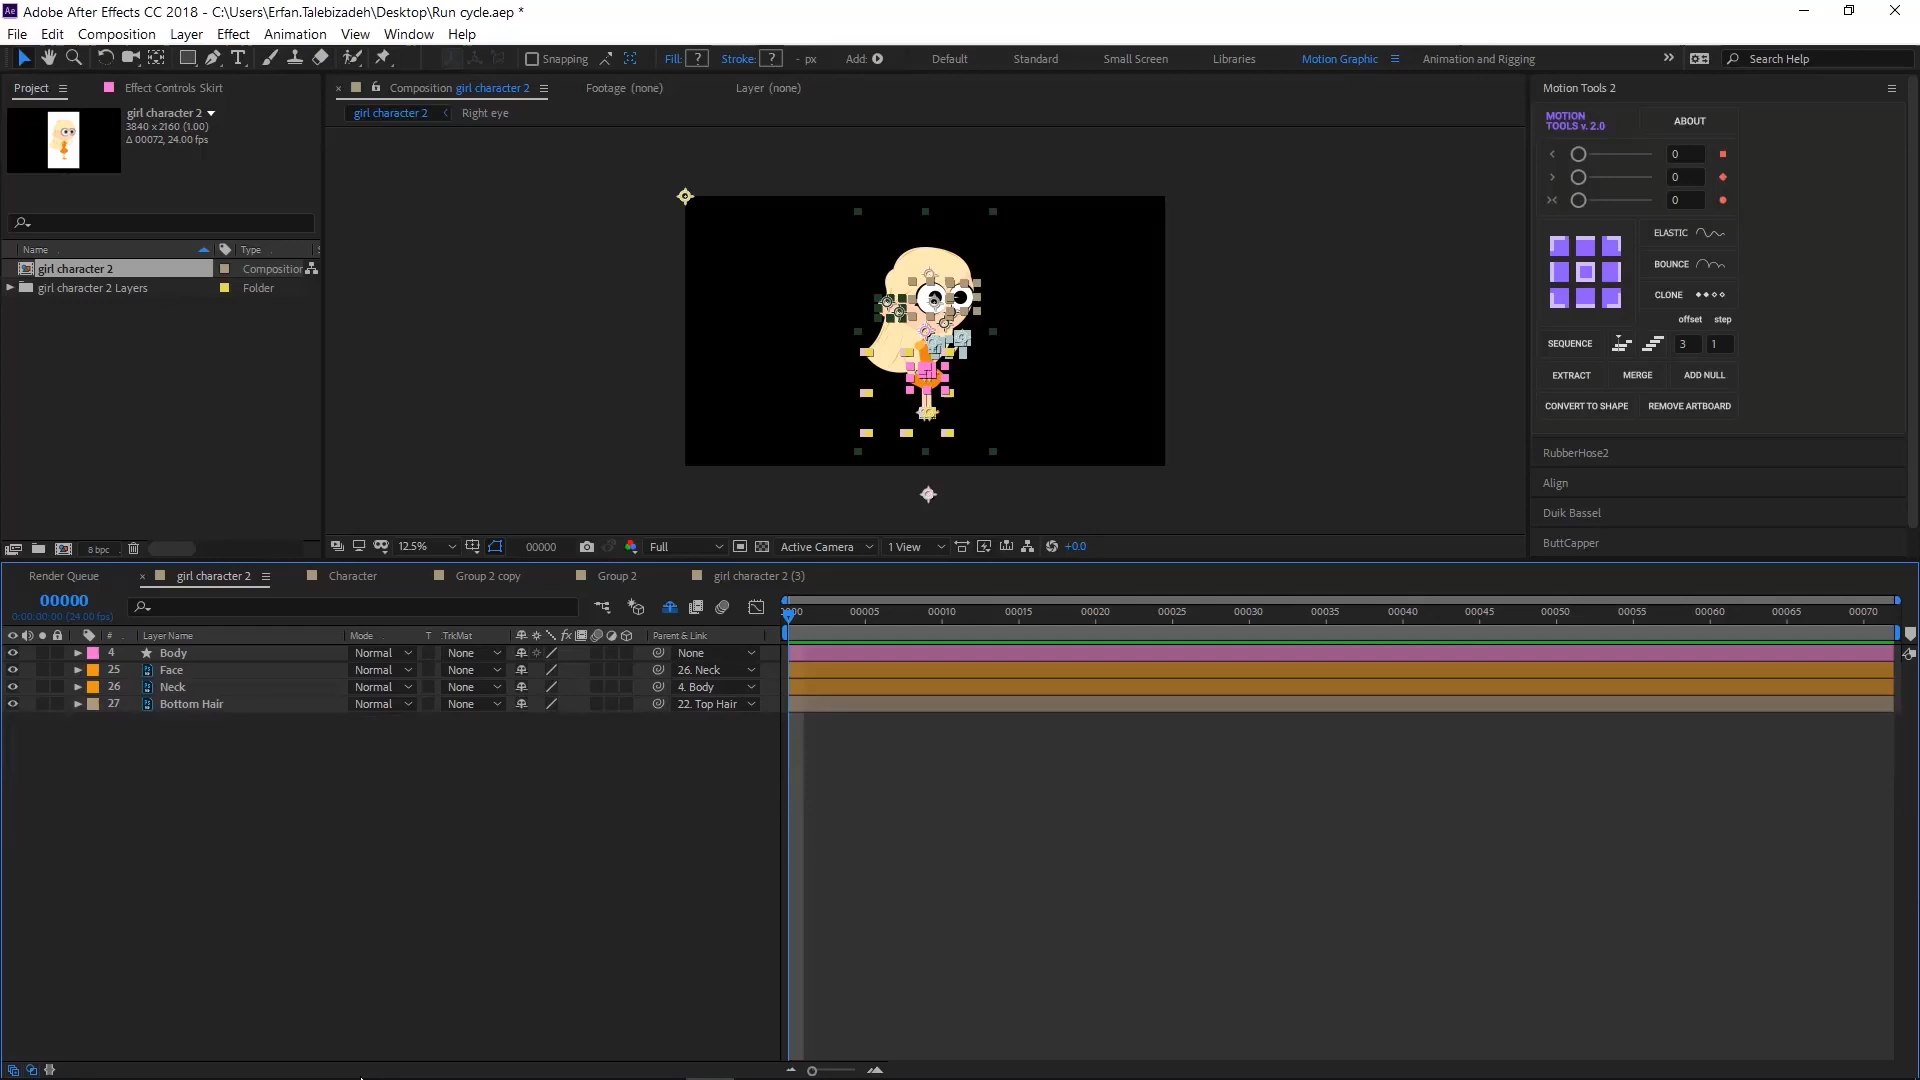 Ae Adobe After Effects CC 2018 - C:\Users\Erfan.Talebizadeh\Desktop\Run cycle.aep *
File Edit Composition Layer Effect Animation View Window Help
Snapping Fill: ? Stroke: ? - px Add: Default Standard Small Screen Libraries Motion Graphic Animation and Rigging Search Help
Project Effect Controls Skirt
Composition girl character 2 Footage (none) Layer (none)
Motion Tools 2
girl character 2
3840 x 2160 (1.00)
Δ 00072, 24.00 fps
girl character 2 Right eye
MOTION TOOLS v. 2.0 ABOUT
0
0
0
ELASTIC
BOUNCE
CLONE
offset step
SEQUENCE 3 1
EXTRACT MERGE ADD NULL
CONVERT TO SHAPE REMOVE ARTBOARD
RubberHose2
Align
Duik Bassel
ButtCapper
Name Type
girl character 2 Composition
girl character 2 Layers Folder
8 bpc
12.5% 00000 Full Active Camera 1 View +0.0
Render Queue girl character 2 Character Group 2 copy Group 2 girl character 2 (3)
00000
0:00:00:00 (24.00 fps)
00005 00010 00015 00020 00025 00030 00035 00040 00045 00050 00055 00060 00065 00070
# Layer Name Mode T .TrkMat fx Parent & Link
4 Body Normal None None
25 Face Normal None 26. Neck
26 Neck Normal None 4. Body
27 Bottom Hair Normal None 22. Top Hair